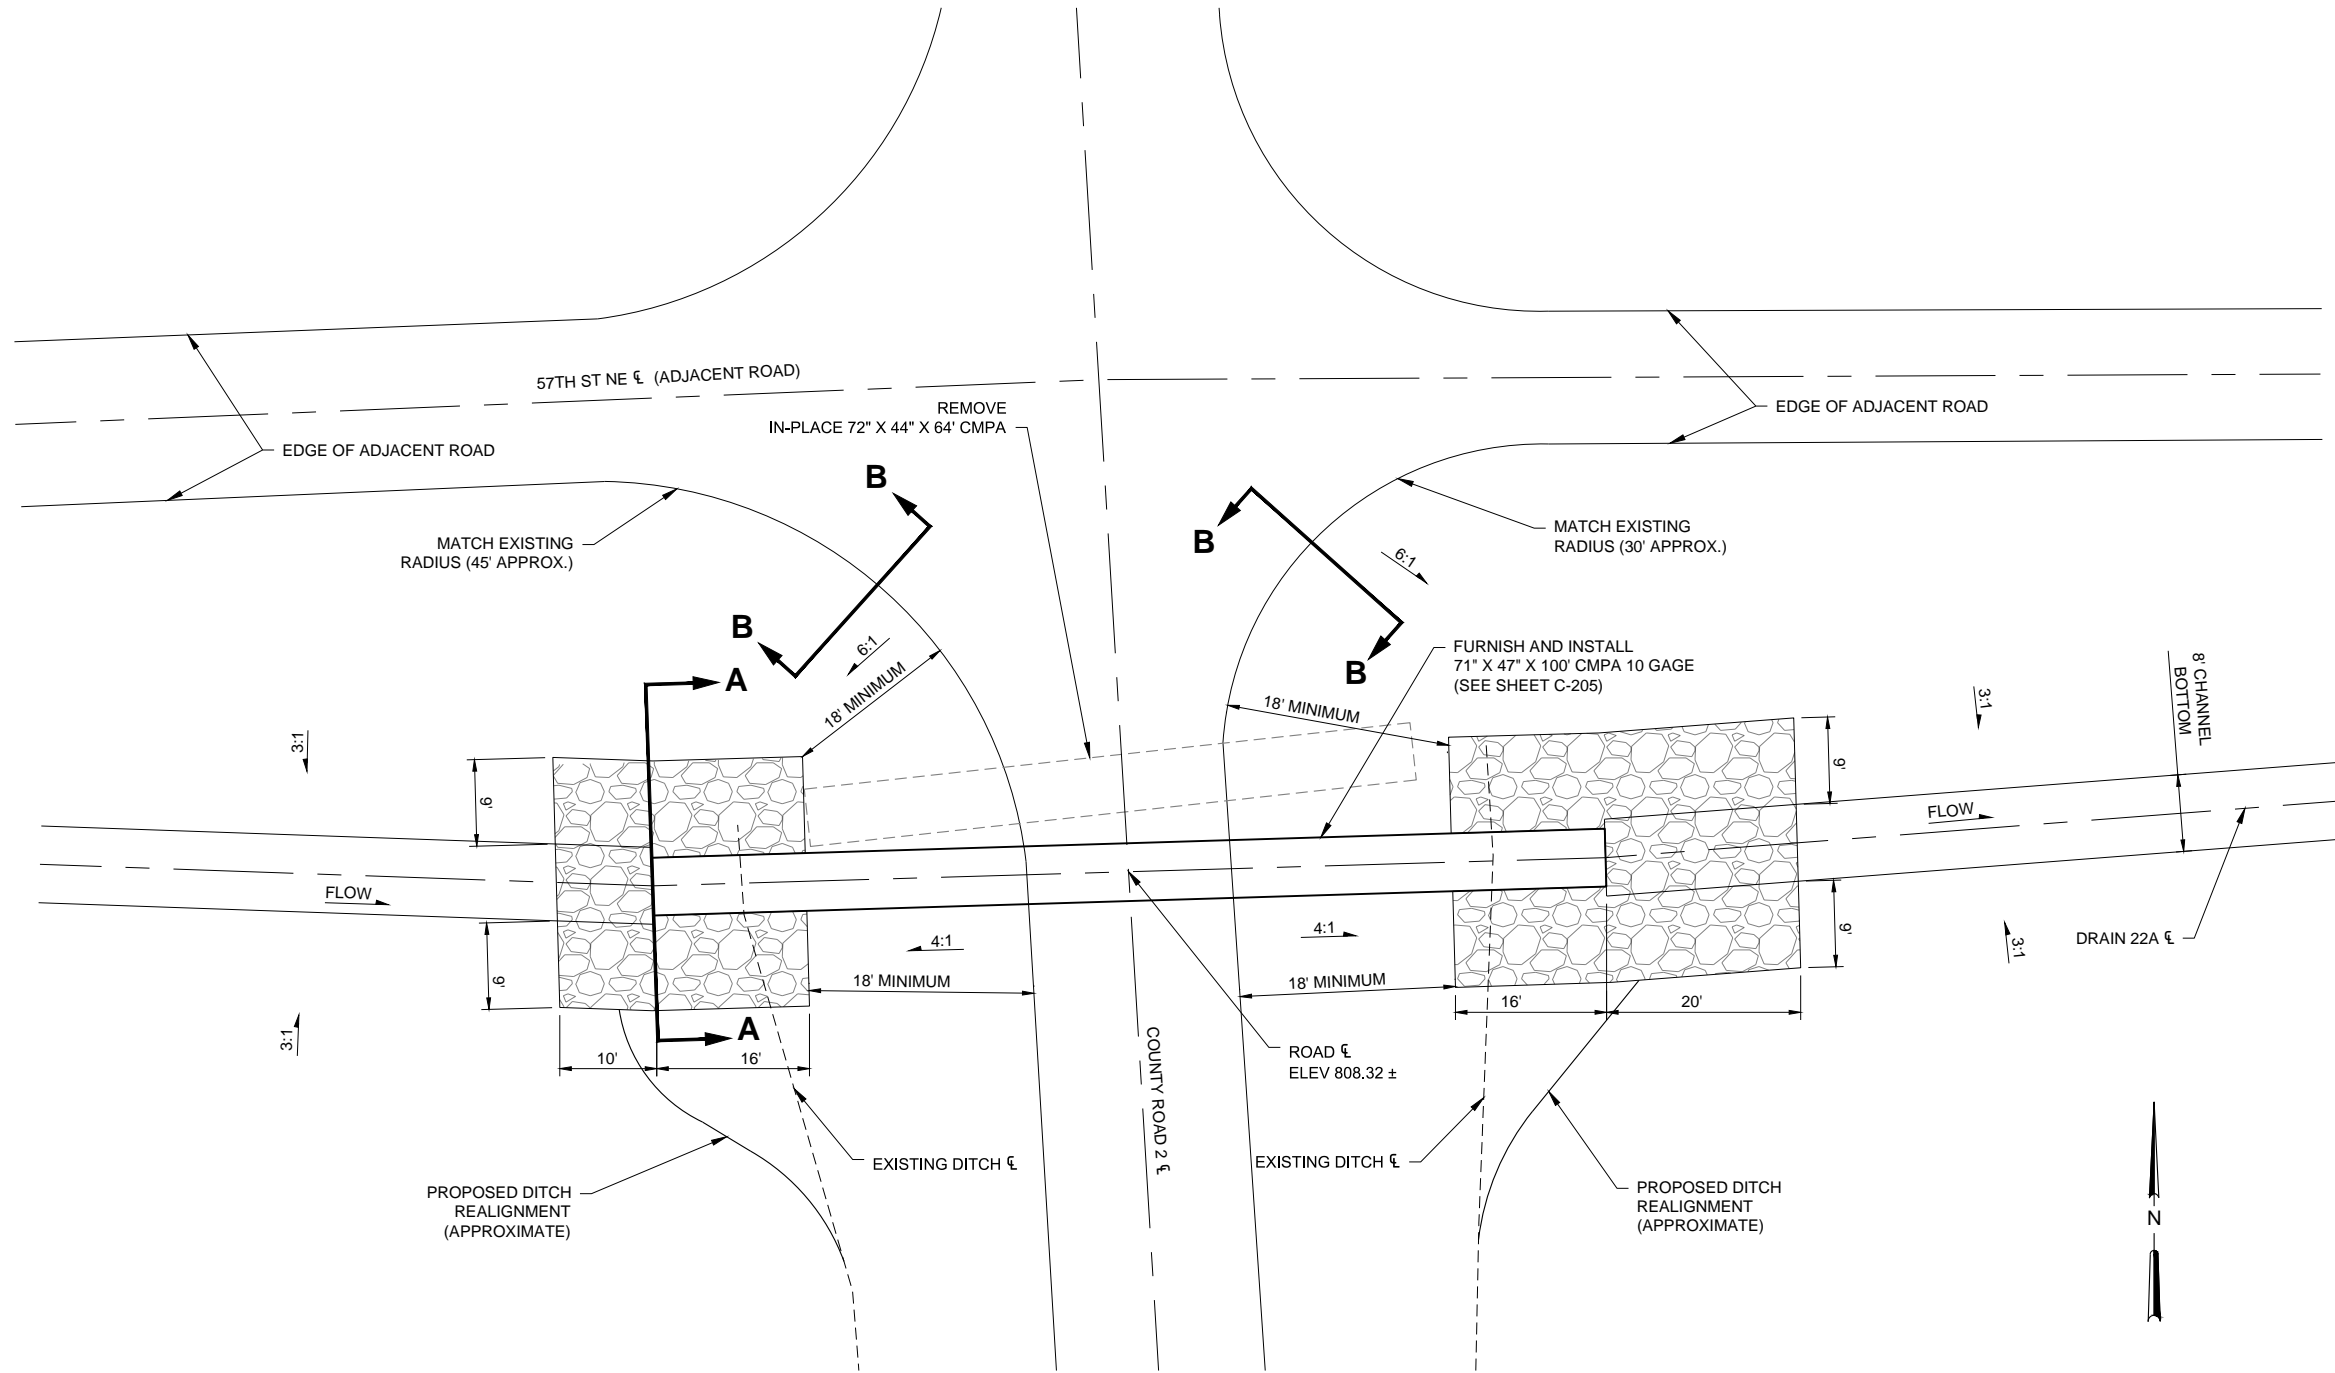 57TH ST NE ℄ (ADJACENT ROAD)
REMOVE
IN-PLACE 72" X 44" X 64' CMPA
EDGE OF ADJACENT ROAD
EDGE OF ADJACENT ROAD
B
B
MATCH EXISTING
RADIUS (45' APPROX.)
MATCH EXISTING
RADIUS (30' APPROX.)
6:1
B
B
6:1
FURNISH AND INSTALL
71" X 47" X 100' CMPA 10 GAGE
(SEE SHEET C-205)
A
18' MINIMUM
18' MINIMUM
8' CHANNEL
BOTTOM
3:1
3:1
9'
9'
FLOW
FLOW
4:1
4:1
9'
9'
DRAIN 22A ℄
3:1
3:1
18' MINIMUM
18' MINIMUM
16'
20'
A
10'
16'
COUNTY ROAD 2 ℄
ROAD ℄
ELEV 808.32 ±
EXISTING DITCH ℄
EXISTING DITCH ℄
PROPOSED DITCH
REALIGNMENT
(APPROXIMATE)
PROPOSED DITCH
REALIGNMENT
(APPROXIMATE)
N